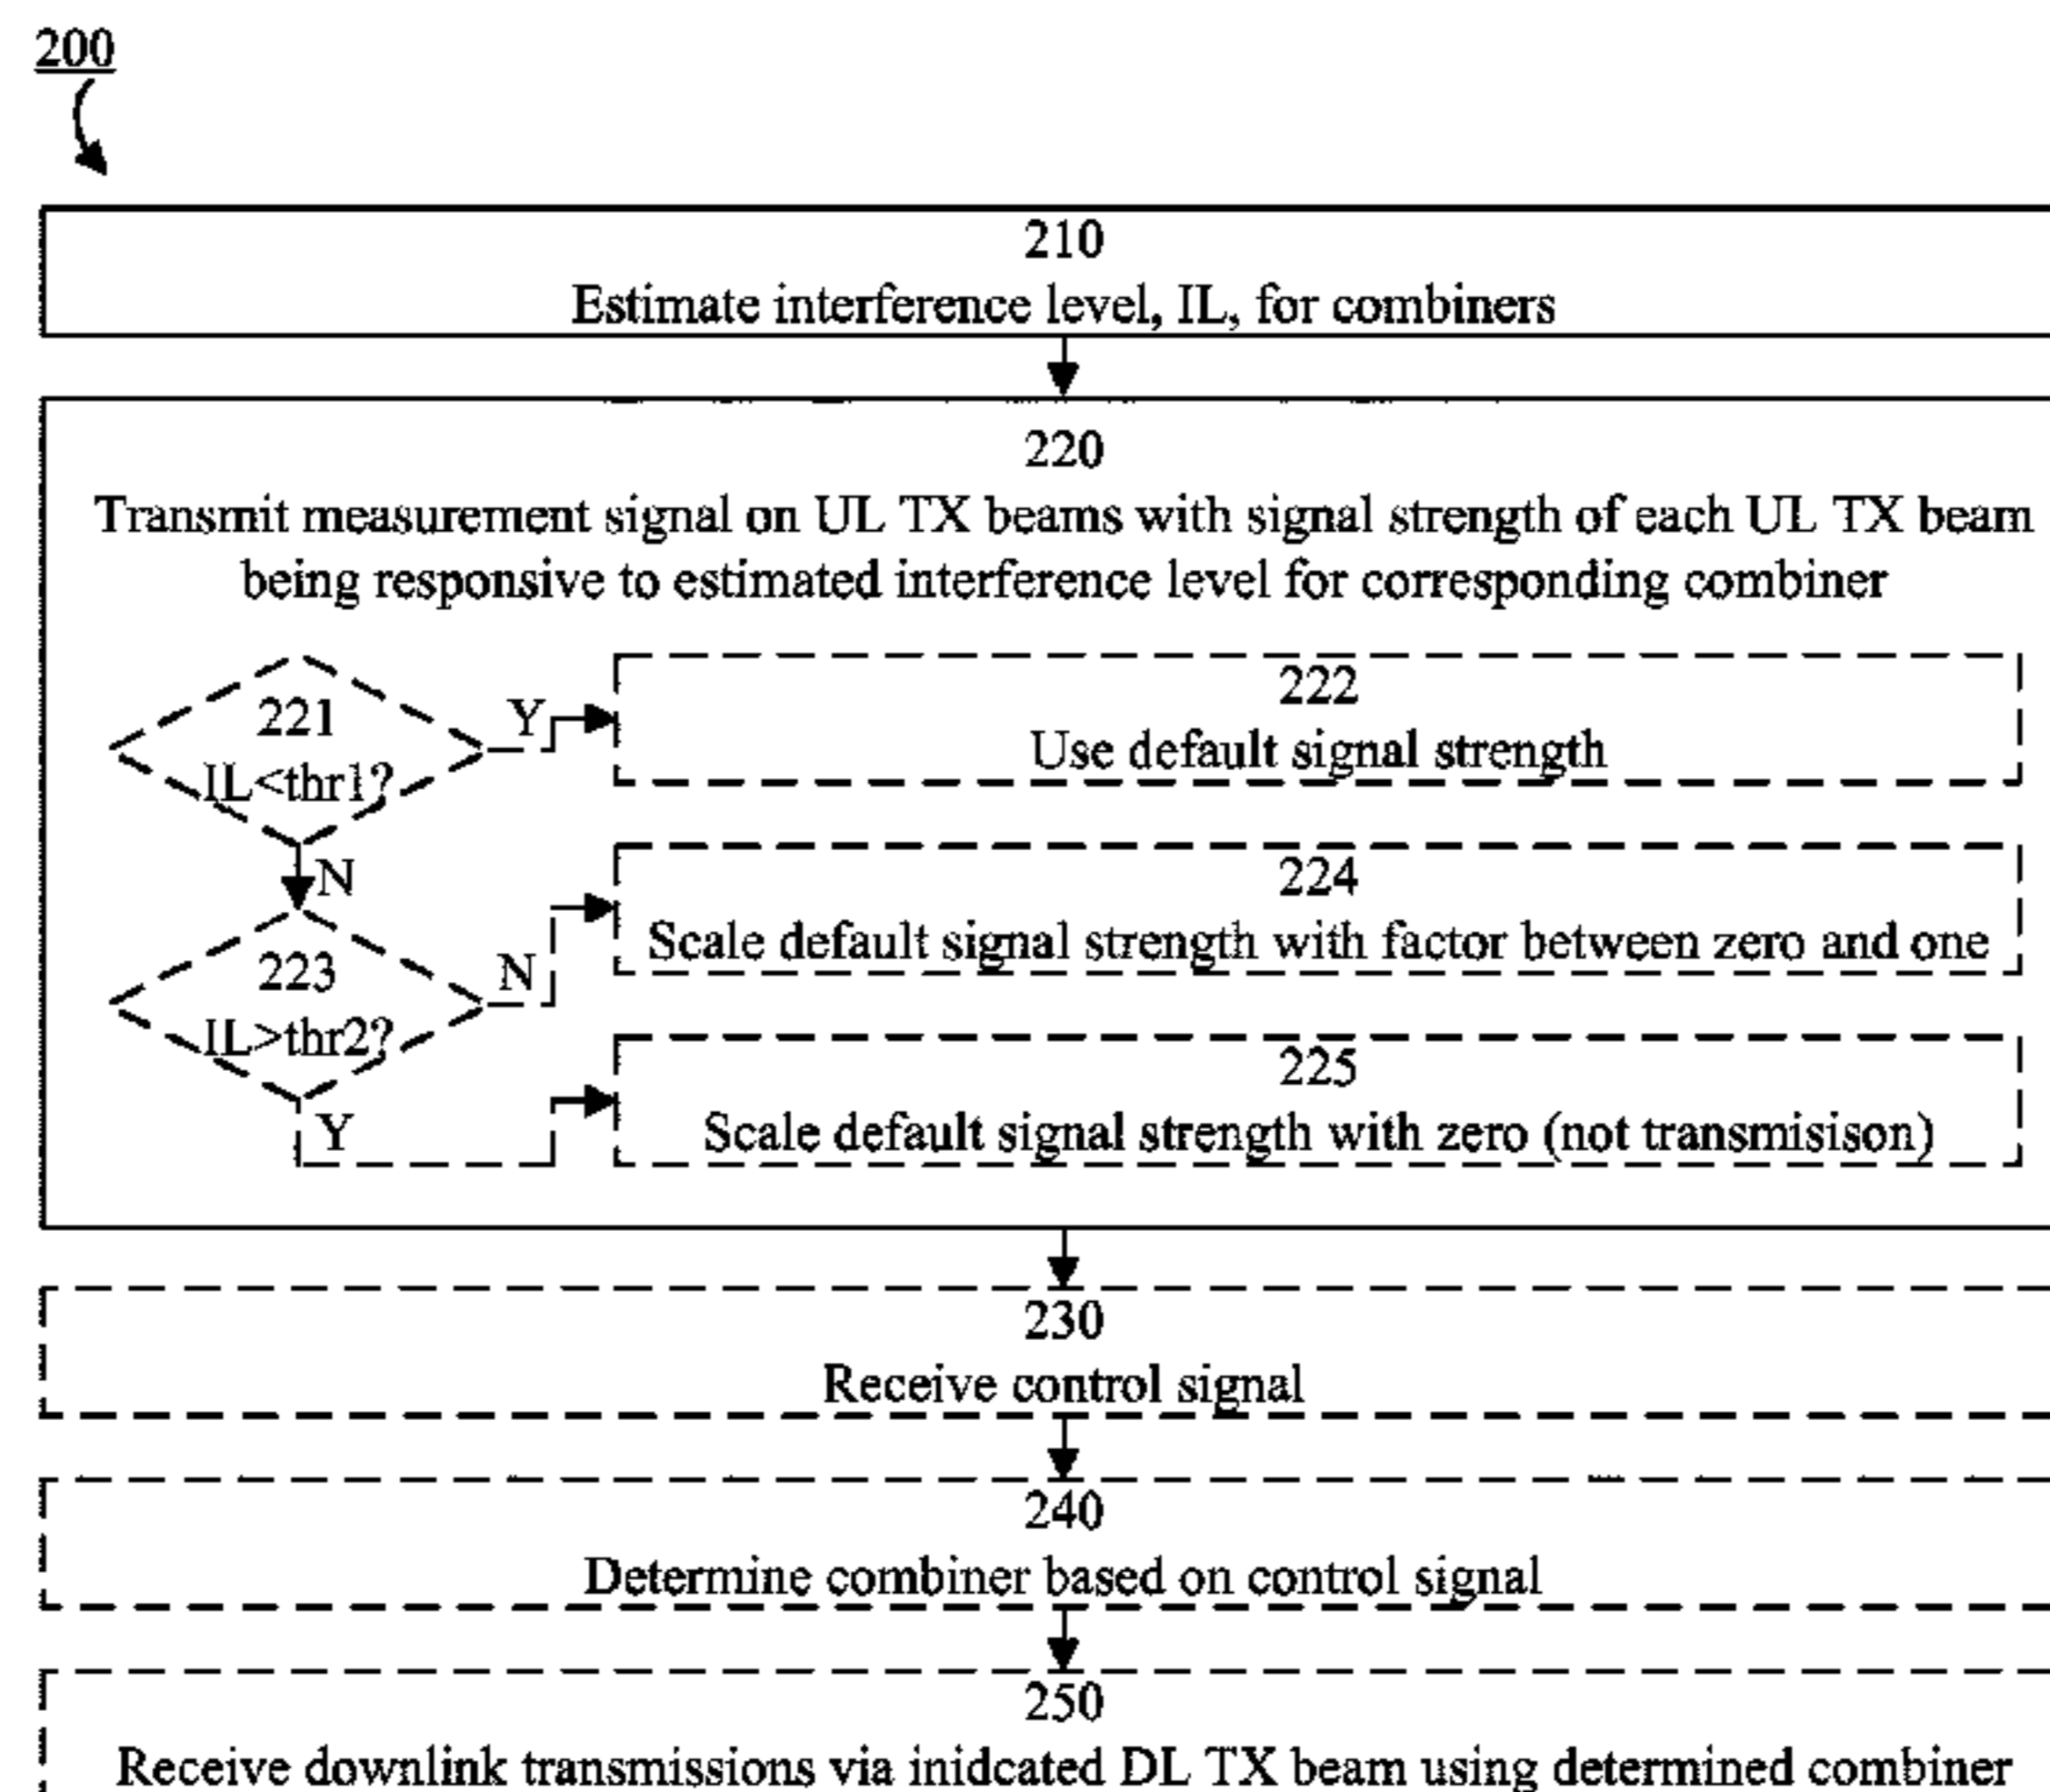 200
210
Estimate interference level, IL, for combiners
220
Transmit measurement signal on UL TX beams with signal strength of each UL TX beam
being responsive to estimated interference level for corresponding combiner
221
IL<thr1?
Y
222
Use default signal strength
N
224
Scale default signal strength with factor between zero and one
223
IL>thr2?
N
225
Scale default signal strength with zero (not transmisison)
Y
230
Receive control signal
240
Determine combiner based on control signal
250
Receive downlink transmissions via inidcated DL TX beam using determined combiner